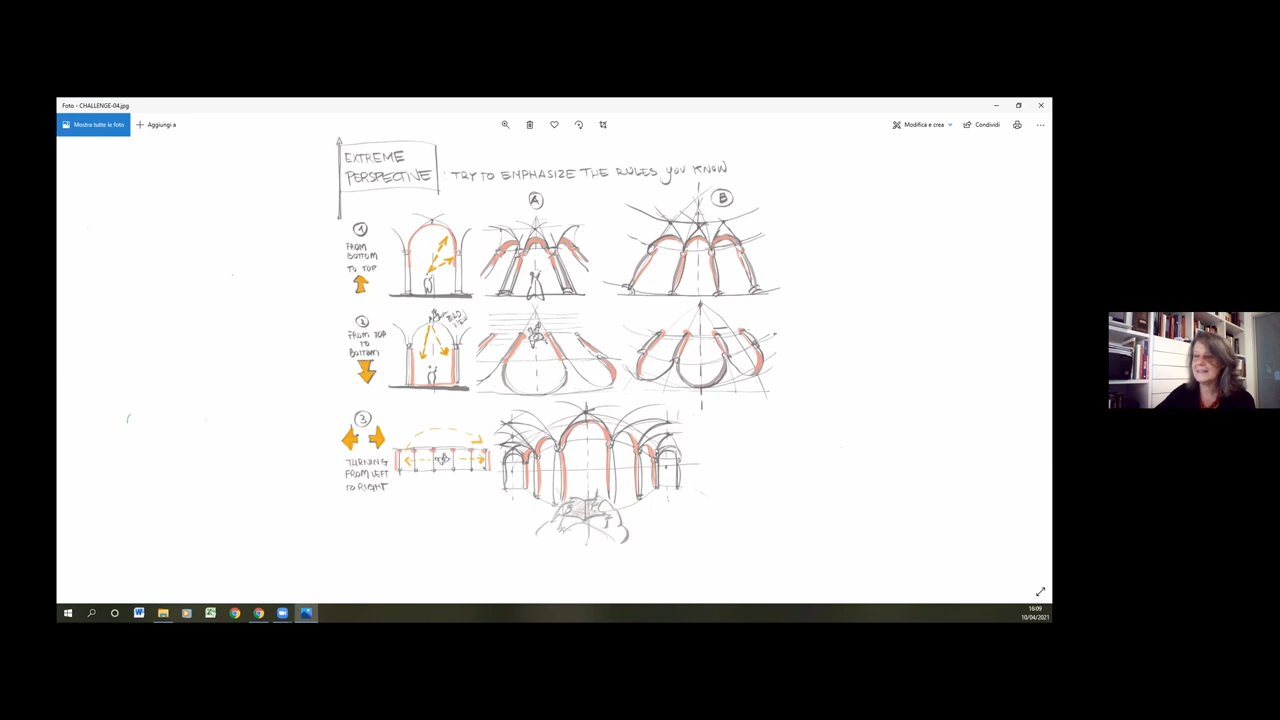 Foto - CHALLENGE-04.jpg
Mostra tutte le foto
Aggiungi a
Modifica e crea
Condividi
EXTREME
PERSPECTIVE : TRY TO EMPHASIZE THE RULES YOU KNOW
A
B
1
FROM
BOTTOM
TO TOP
2
FROM TOP
TO
BOTTOM
3
TURNING
FROM LEFT
TO RIGHT
16:09
10/04/2021